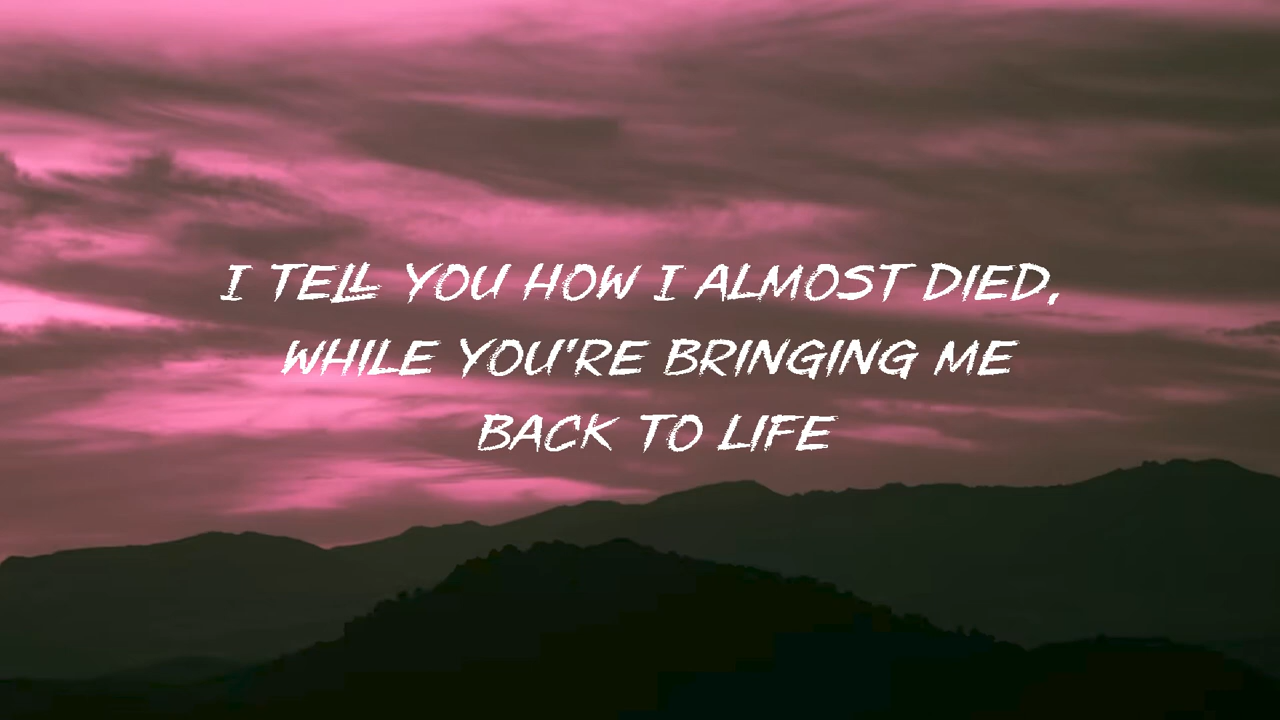 I TELL YOU HOW I ALMOST DIED,
WHILE YOU'RE BRINGING ME
BACK TO LIFE